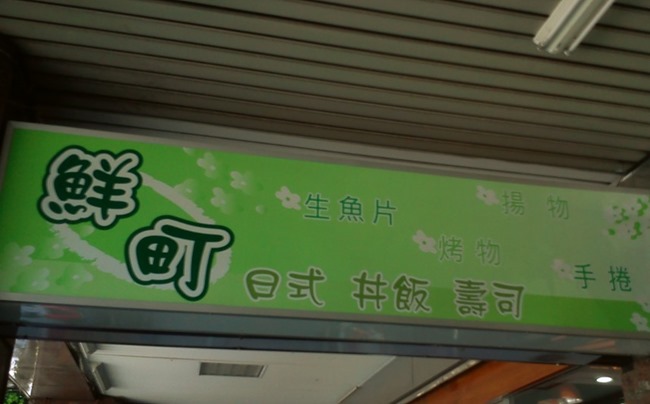 鮮町
生魚片
揚物
烤物
手捲
日式 丼飯 壽司